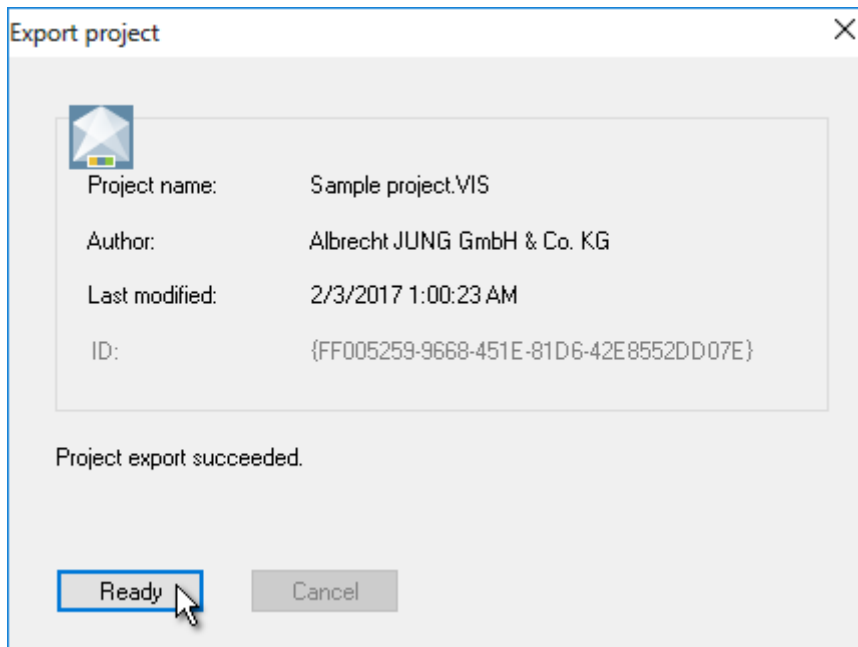 Export project
Project name: Sample project.VIS
Author: Albrecht JUNG GmbH & Co. KG
Last modified: 2/3/2017 1:00:23 AM
ID: {FF005259-9668-451E-81D6-42E8552DD07E}
Project export succeeded.
Ready Cancel